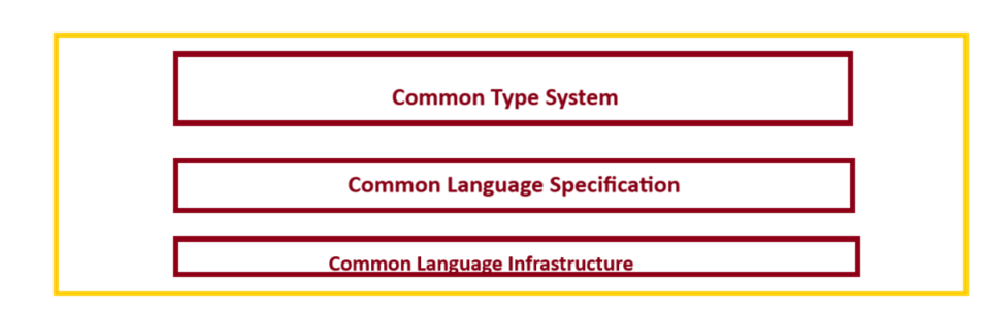 Common Type System
Common Language Specification
Common Language Infrastructure